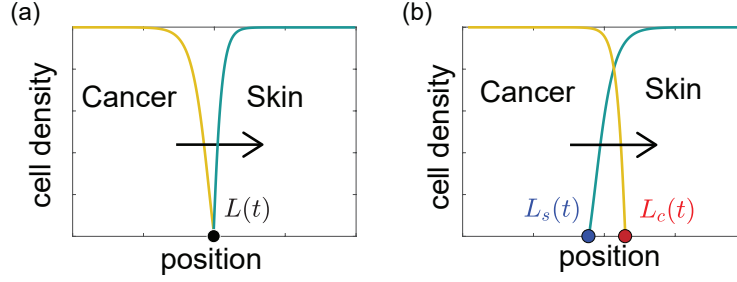 (a)
cell density
Cancer
Skin
L(t)
position
(b)
cell density
Cancer
Skin
L_s(t)
L_c(t)
position